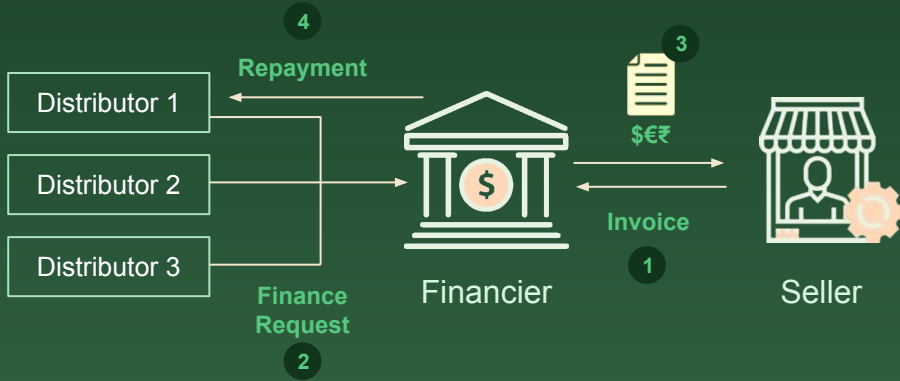 4
Repayment
Distributor 1
Distributor 2
Distributor 3
Finance
Request
2
$
Financier
3
$€₹
Invoice
1
Seller